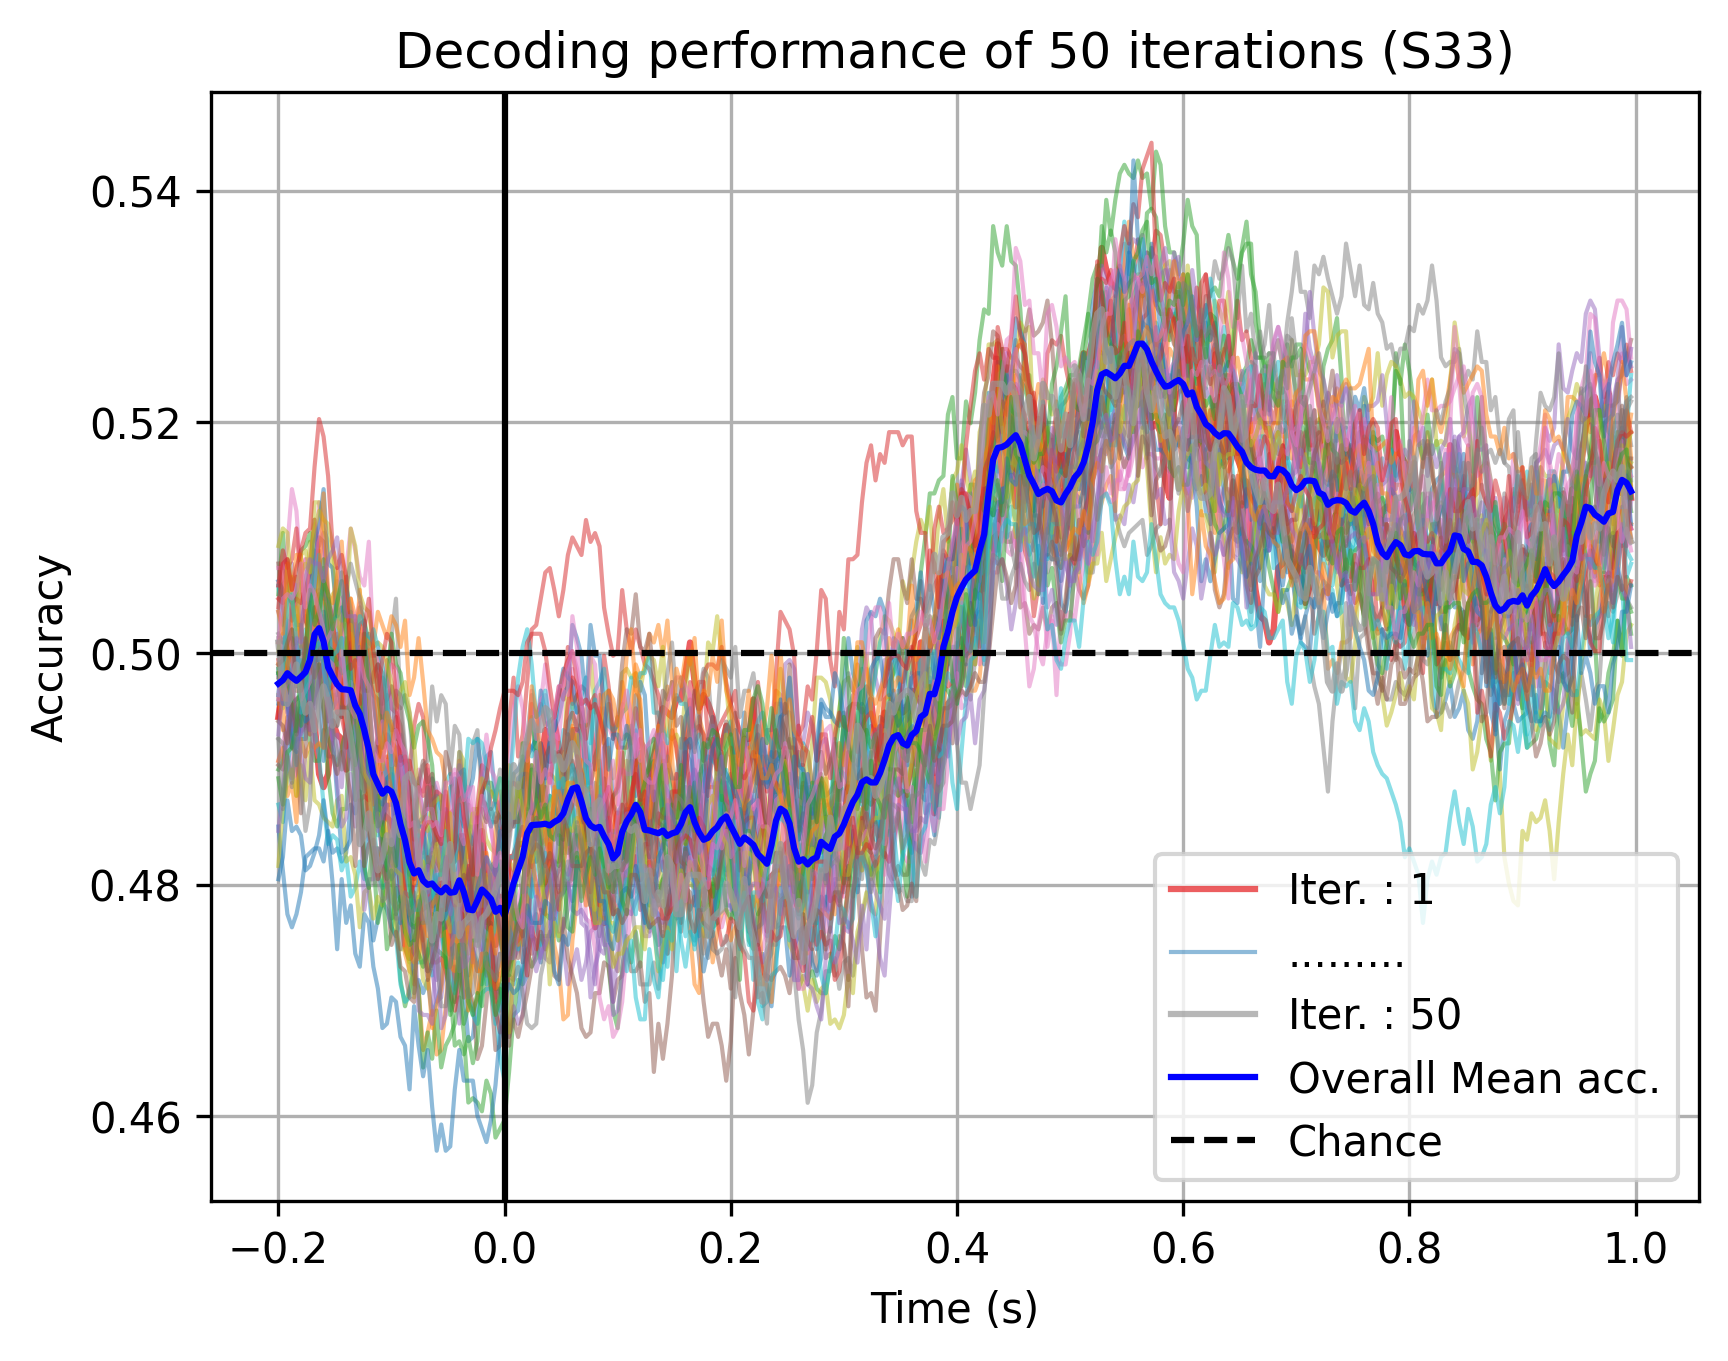 Decoding performance of 50 iterations (S33)
Accuracy
0.54
0.52
0.50
0.48
0.46
Iter. : 1
.........
Iter. : 50
Overall Mean acc.
Chance
−0.2 0.0 0.2 0.4 0.6 0.8 1.0
Time (s)